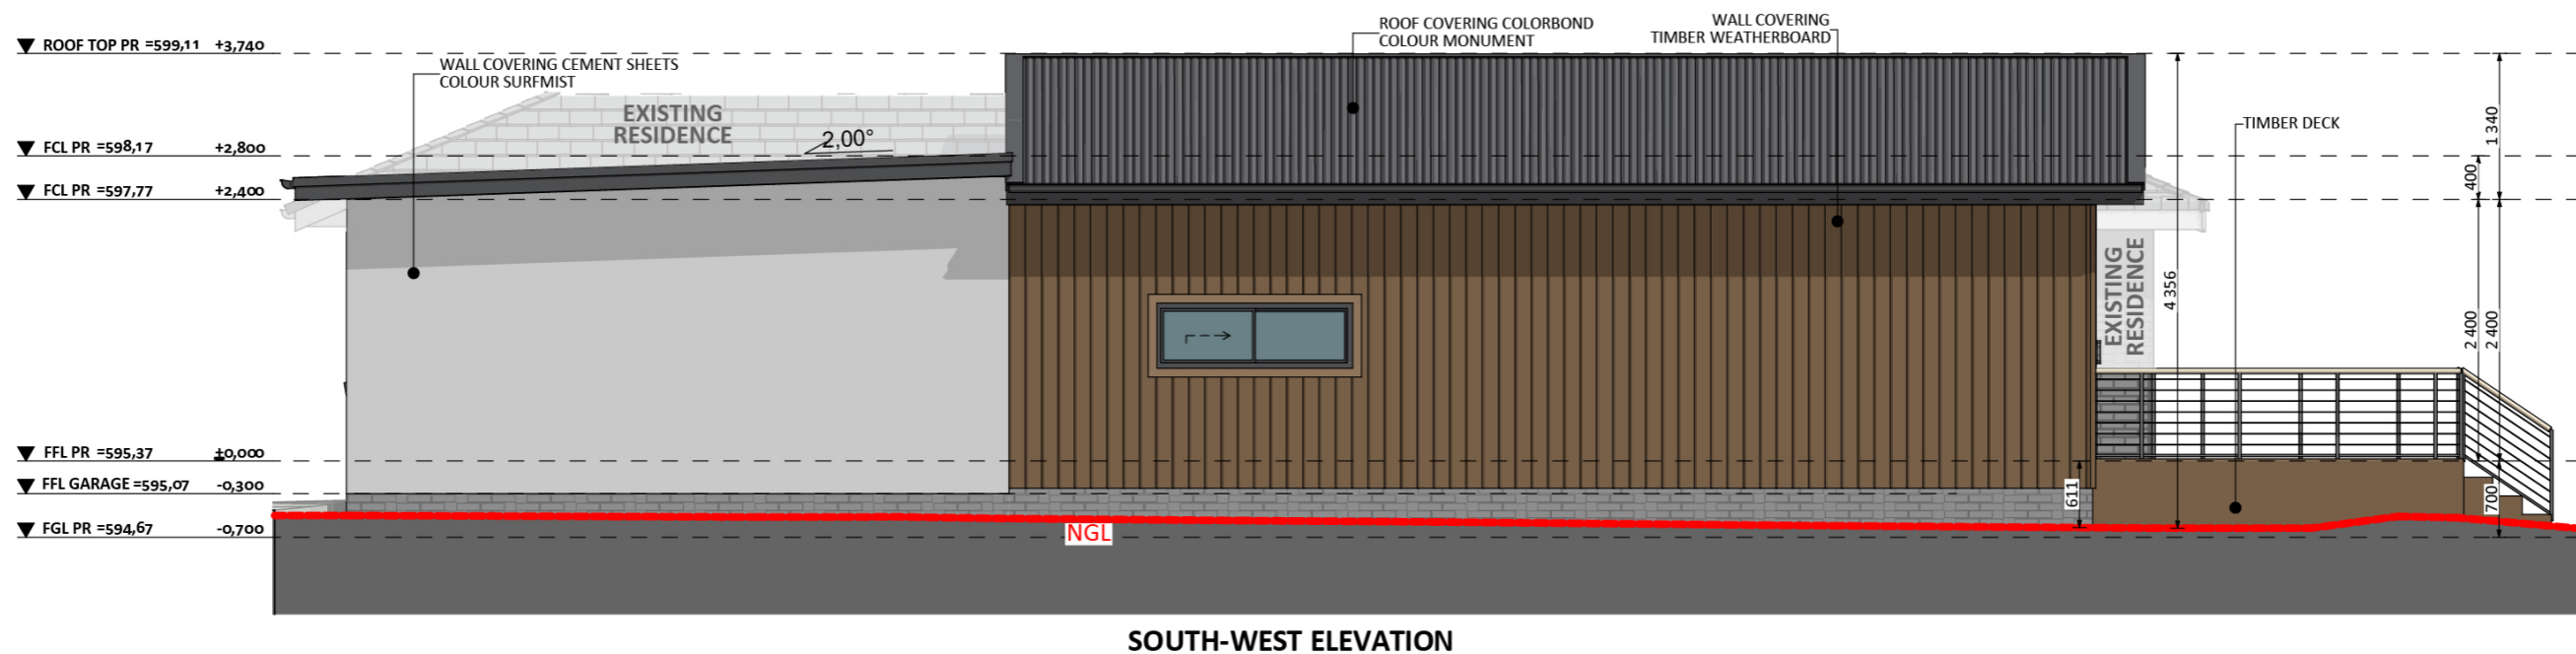 ROOF TOP PR =599,11 +3,740
FCL PR =598,17 +2,800
FCL PR =597,77 +2,400
FFL PR =595,37 ±0,000
FFL GARAGE =595,07 -0,300
FGL PR =594,67 -0,700
WALL COVERING CEMENT SHEETS
COLOUR SURFMIST
EXISTING
RESIDENCE
2,00°
ROOF COVERING COLORBOND
COLOUR MONUMENT
WALL COVERING
TIMBER WEATHERBOARD
TIMBER DECK
EXISTING
RESIDENCE
4 356
611
1 340
400
2 400
2 400
700
NGL
SOUTH-WEST ELEVATION